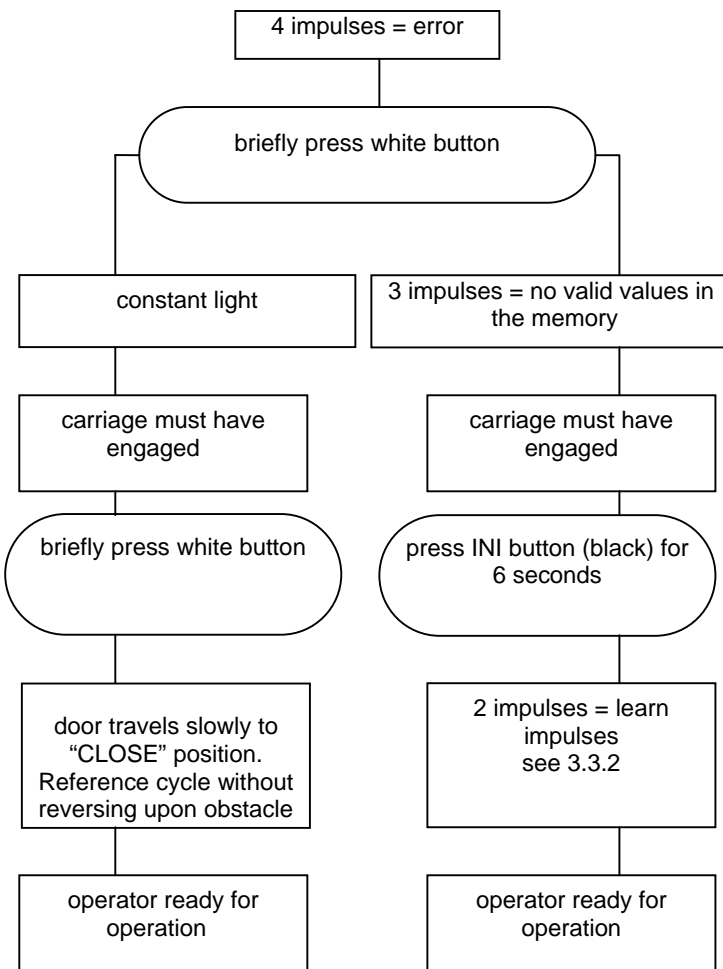 4 impulses = error
briefly press white button
constant light
3 impulses = no valid values in
the memory
carriage must have
engaged
carriage must have
engaged
briefly press white button
press INI button (black) for
6 seconds
door travels slowly to
“CLOSE” position.
Reference cycle without
reversing upon obstacle
2 impulses = learn
impulses
see 3.3.2
operator ready for
operation
operator ready for
operation